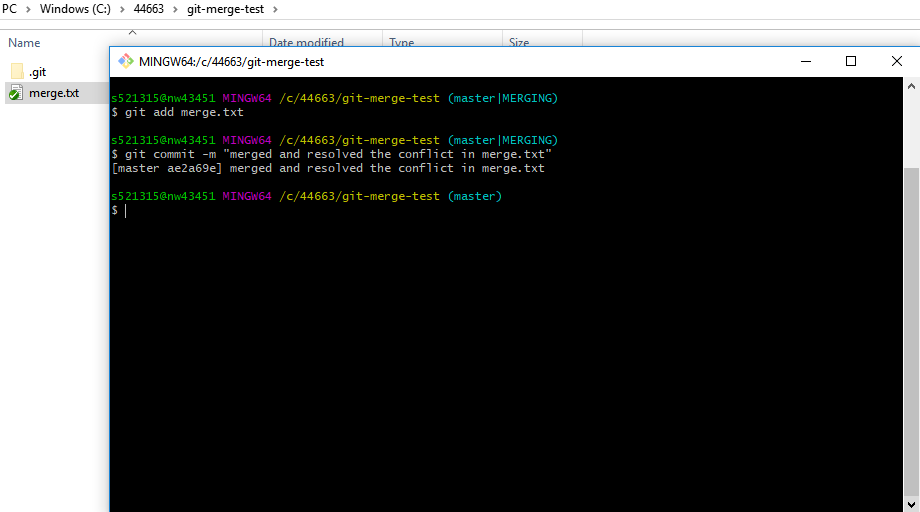 PC > Windows (C:) > 44663 > git-merge-test >
Name Date modified Type Size
.git
merge.txt
MINGW64:/c/44663/git-merge-test
s521315@nw43451 MINGW64 /c/44663/git-merge-test (master|MERGING)
$ git add merge.txt
s521315@nw43451 MINGW64 /c/44663/git-merge-test (master|MERGING)
$ git commit -m "merged and resolved the conflict in merge.txt"
[master ae2a69e] merged and resolved the conflict in merge.txt
s521315@nw43451 MINGW64 /c/44663/git-merge-test (master)
$